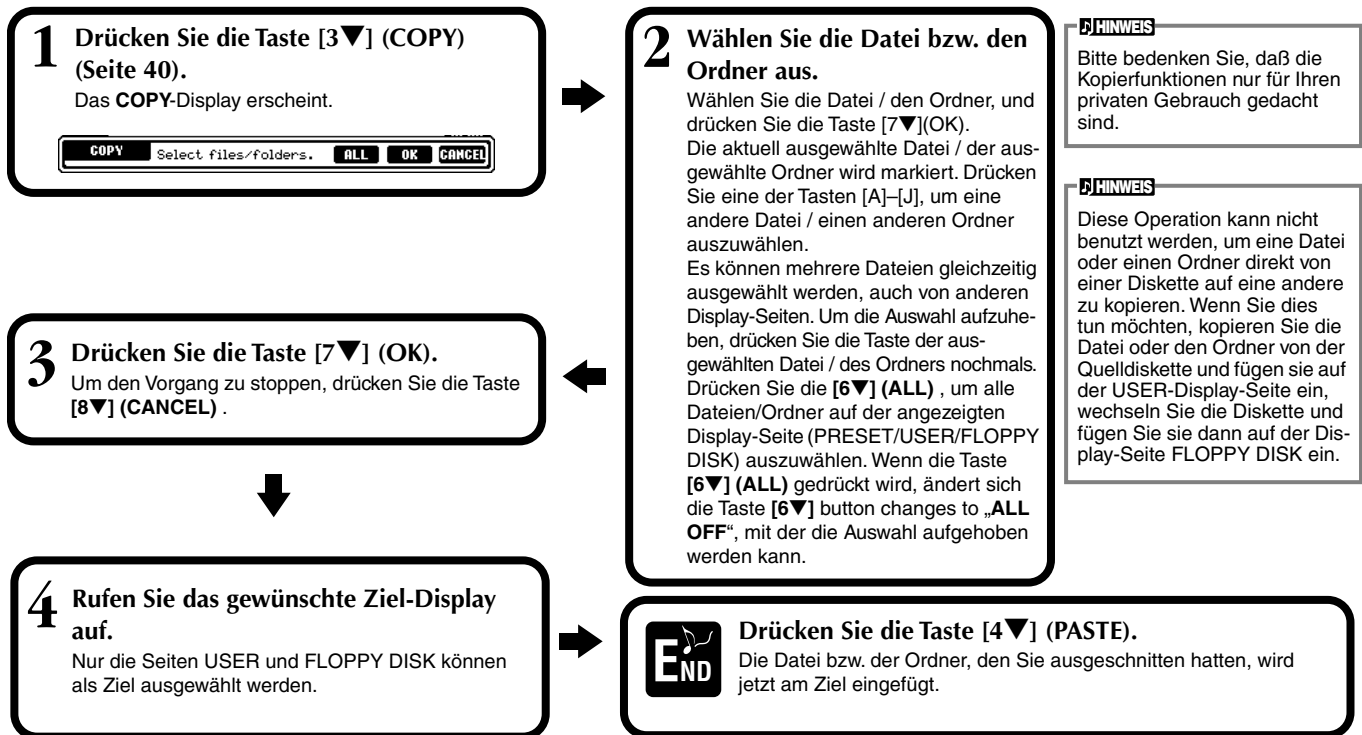 1 Drücken Sie die Taste [3▼] (COPY)
(Seite 40).
Das COPY-Display erscheint.
COPY Select files/folders. ALL OK CANCEL
2 Wählen Sie die Datei bzw. den
Ordner aus.
Wählen Sie die Datei / den Ordner, und
drücken Sie die Taste [7▼](OK).
Die aktuell ausgewählte Datei / der aus-
gewählte Ordner wird markiert. Drücken
Sie eine der Tasten [A]–[J], um eine
andere Datei / einen anderen Ordner
auszuwählen.
Es können mehrere Dateien gleichzeitig
ausgewählt werden, auch von anderen
Display-Seiten. Um die Auswahl aufzuhe-
ben, drücken Sie die Taste der aus-
gewählten Datei / des Ordners nochmals.
Drücken Sie die [6▼] (ALL) , um alle
Dateien/Ordner auf der angezeigten
Display-Seite (PRESET/USER/FLOPPY
DISK) auszuwählen. Wenn die Taste
[6▼] (ALL) gedrückt wird, ändert sich
die Taste [6▼] button changes to „ALL
OFF“, mit der die Auswahl aufgehoben
werden kann.
HINWEIS
Bitte bedenken Sie, daß die
Kopierfunktionen nur für Ihren
privaten Gebrauch gedacht
sind.
HINWEIS
Diese Operation kann nicht
benutzt werden, um eine Datei
oder einen Ordner direkt von
einer Diskette auf eine andere
zu kopieren. Wenn Sie dies
tun möchten, kopieren Sie die
Datei oder den Ordner von der
Quelldiskette und fügen sie auf
der USER-Display-Seite ein,
wechseln Sie die Diskette und
fügen Sie sie dann auf der Dis-
play-Seite FLOPPY DISK ein.
3 Drücken Sie die Taste [7▼] (OK).
Um den Vorgang zu stoppen, drücken Sie die Taste
[8▼] (CANCEL) .
4 Rufen Sie das gewünschte Ziel-Display
auf.
Nur die Seiten USER und FLOPPY DISK können
als Ziel ausgewählt werden.
END Drücken Sie die Taste [4▼] (PASTE).
Die Datei bzw. der Ordner, den Sie ausgeschnitten hatten, wird
jetzt am Ziel eingefügt.